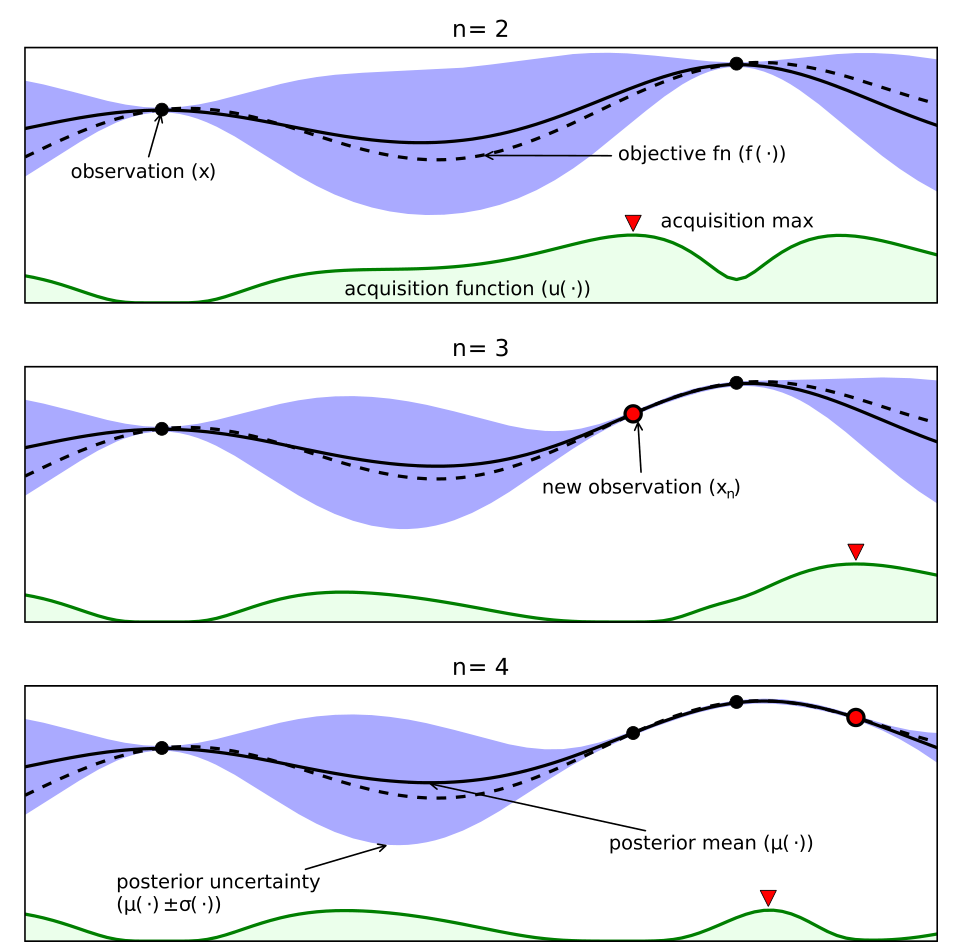 n= 2
observation (x)
objective fn (f( ·))
acquisition max
acquisition function (u( ·))
n= 3
new observation (xₙ)
n= 4
posterior mean (μ( ·))
posterior uncertainty
(μ( ·) ±σ( ·))